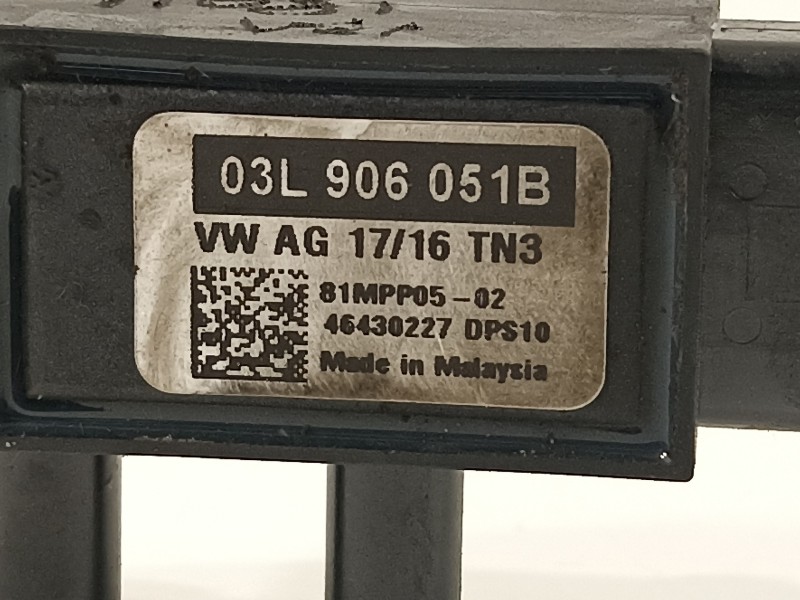 03L 906 051B
VW AG 17/16 TN3
81MPP05-02
46430227 DPS10
Made in Malaysia